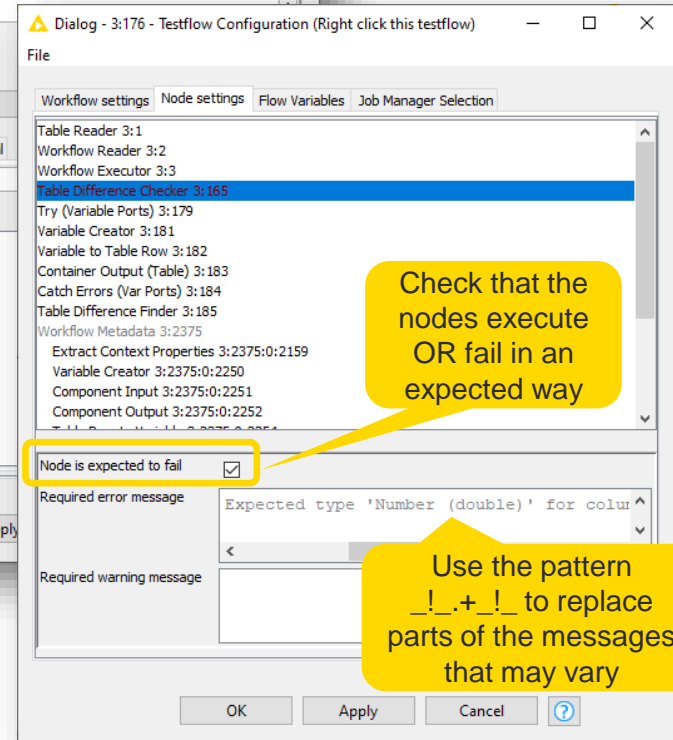 Dialog - 3:176 - Testflow Configuration (Right click this testflow)
File
Workflow settings Node settings Flow Variables Job Manager Selection
Table Reader 3:1
Workflow Reader 3:2
Workflow Executor 3:3
Table Difference Checker 3:165
Try (Variable Ports) 3:179
Variable Creator 3:181
Variable to Table Row 3:182
Container Output (Table) 3:183
Catch Errors (Var Ports) 3:184
Table Difference Finder 3:185
Workflow Metadata 3:2375
Extract Context Properties 3:2375:0:2159
Variable Creator 3:2375:0:2250
Component Input 3:2375:0:2251
Component Output 3:2375:0:2252
Check that the
nodes execute
OR fail in an
expected way
Node is expected to fail
Required error message
Expected type 'Number (double)' for colum
Required warning message
Use the pattern
_!_.+_!_ to replace
parts of the messages
that may vary
OK Apply Cancel ?